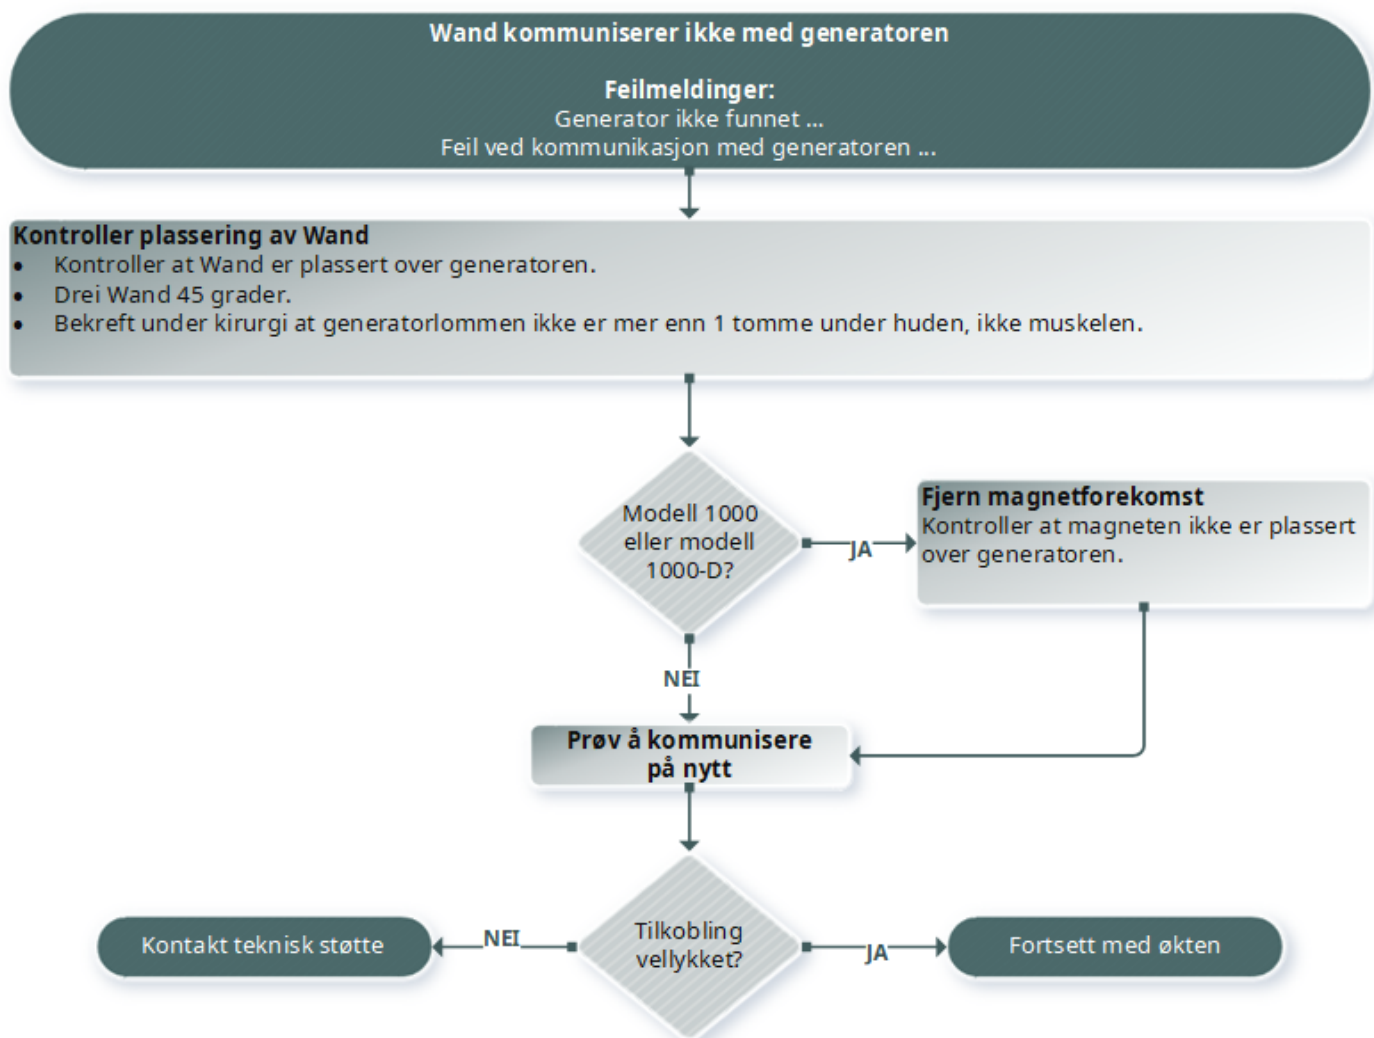 Wand kommuniserer ikke med generatoren
Feilmeldinger:
Generator ikke funnet ...
Feil ved kommunikasjon med generatoren ...
Kontroller plassering av Wand
• Kontroller at Wand er plassert over generatoren.
• Drei Wand 45 grader.
• Bekreft under kirurgi at generatorlommen ikke er mer enn 1 tomme under huden, ikke muskelen.
Modell 1000
eller modell
1000-D?
JA
Fjern magnetforekomst
Kontroller at magneten ikke er plassert
over generatoren.
NEI
Prøv å kommunisere
på nytt
Tilkobling
vellykket?
NEI
Kontakt teknisk støtte
JA
Fortsett med økten